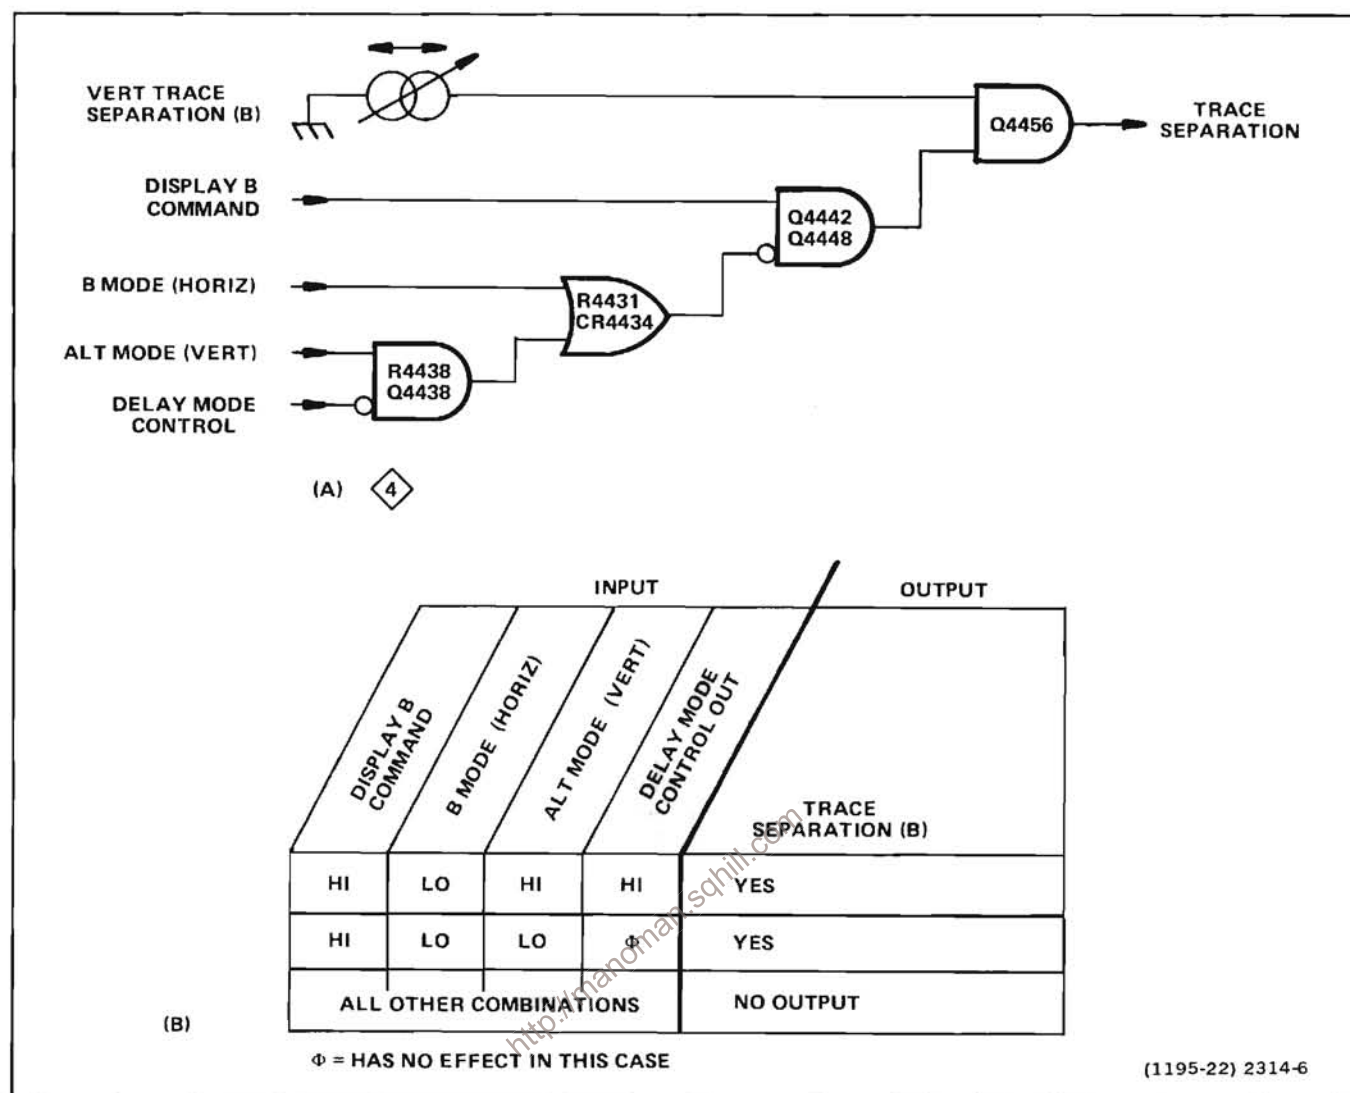 VERT TRACE
SEPARATION (B)
Q4456
TRACE
SEPARATION
DISPLAY B
COMMAND
Q4442
Q4448
B MODE (HORIZ)
R4431
CR4434
ALT MODE (VERT)
R4438
Q4438
DELAY MODE
CONTROL
(A) 4
INPUT
OUTPUT
DISPLAY B
COMMAND
B MODE (HORIZ)
ALT MODE (VERT)
DELAY MODE
CONTROL OUT
TRACE
SEPARATION (B)
HI LO HI HI YES
HI LO LO Φ YES
ALL OTHER COMBINATIONS NO OUTPUT
(B)
Φ = HAS NO EFFECT IN THIS CASE
(1195-22) 2314-6
http://manoman.sqhill.com